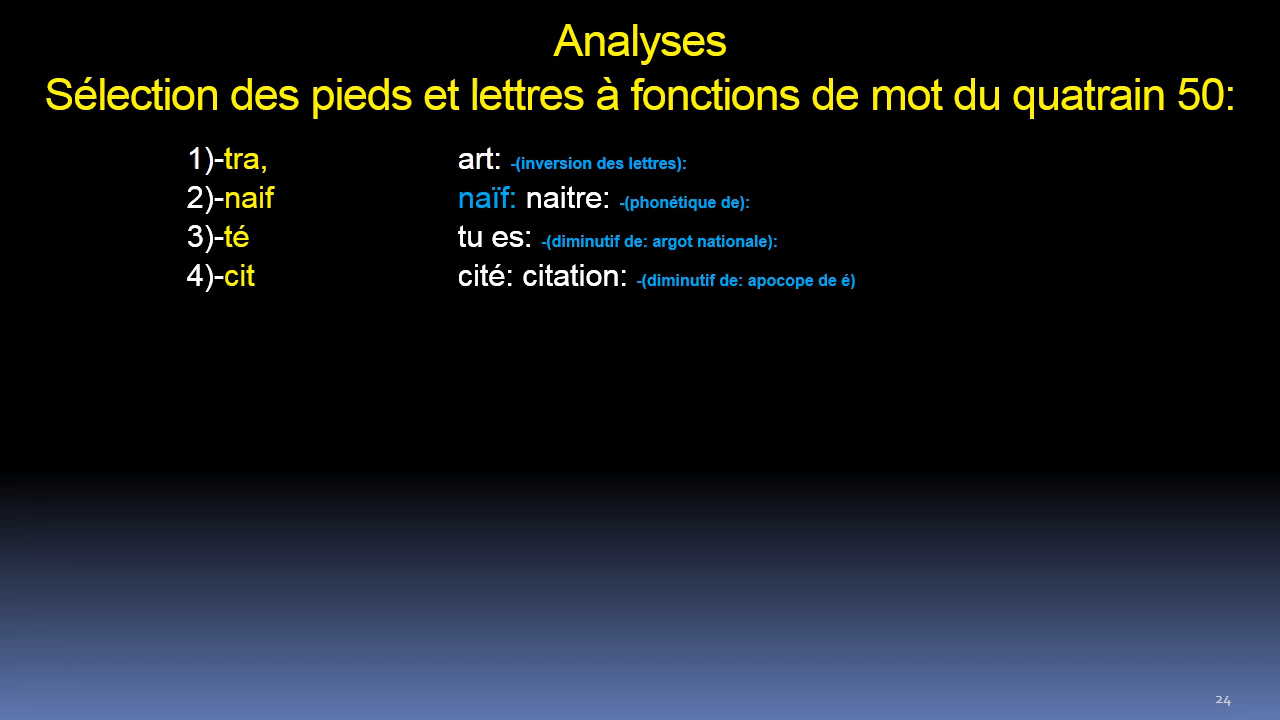 Analyses
Sélection des pieds et lettres à fonctions de mot du quatrain 50:
1)-tra, art: -(inversion des lettres):
2)-naif naïf: naitre: -(phonétique de):
3)-té tu es: -(diminutif de: argot nationale):
4)-cit cité: citation: -(diminutif de: apocope de é)
24